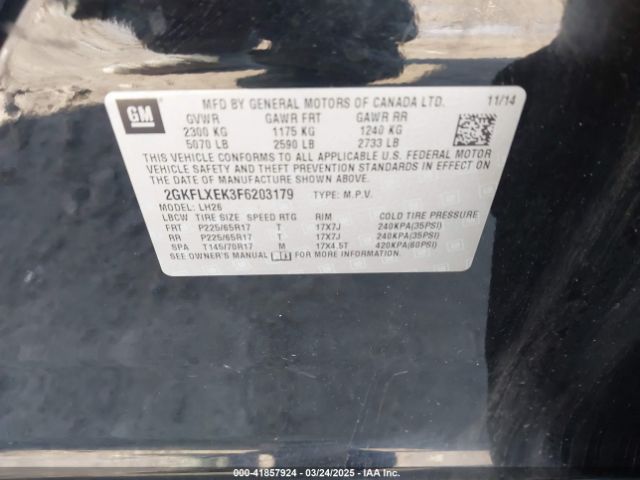 GM
MFD BY GENERAL MOTORS OF CANADA LTD. 11/14
GVWR GAWR FRT GAWR RR
2300 KG 1175 KG 1240 KG
5070 LB 2590 LB 2733 LB
THIS VEHICLE CONFORMS TO ALL APPLICABLE U.S. FEDERAL MOTOR
VEHICLE SAFETY AND THEFT PREVENTION STANDARDS IN EFFECT
ON THE DATE OF MANUFACTURE SHOWN ABOVE.
2GKFLXEK3F6203179 TYPE: M.P.V.
MODEL: LH26
LBCW TIRE SIZE SPEED RTG RIM COLD TIRE PRESSURE
FRT P225/65R17 T 17X7J 240KPA(35PSI)
RR P225/65R17 T 17X7J 240KPA(35PSI)
SPA T145/70R17 M 17X4.5T 420KPA(60PSI)
SEE OWNER'S MANUAL FOR MORE INFORMATION.
000-41857924 — 03/24/2025 — IAA Inc.